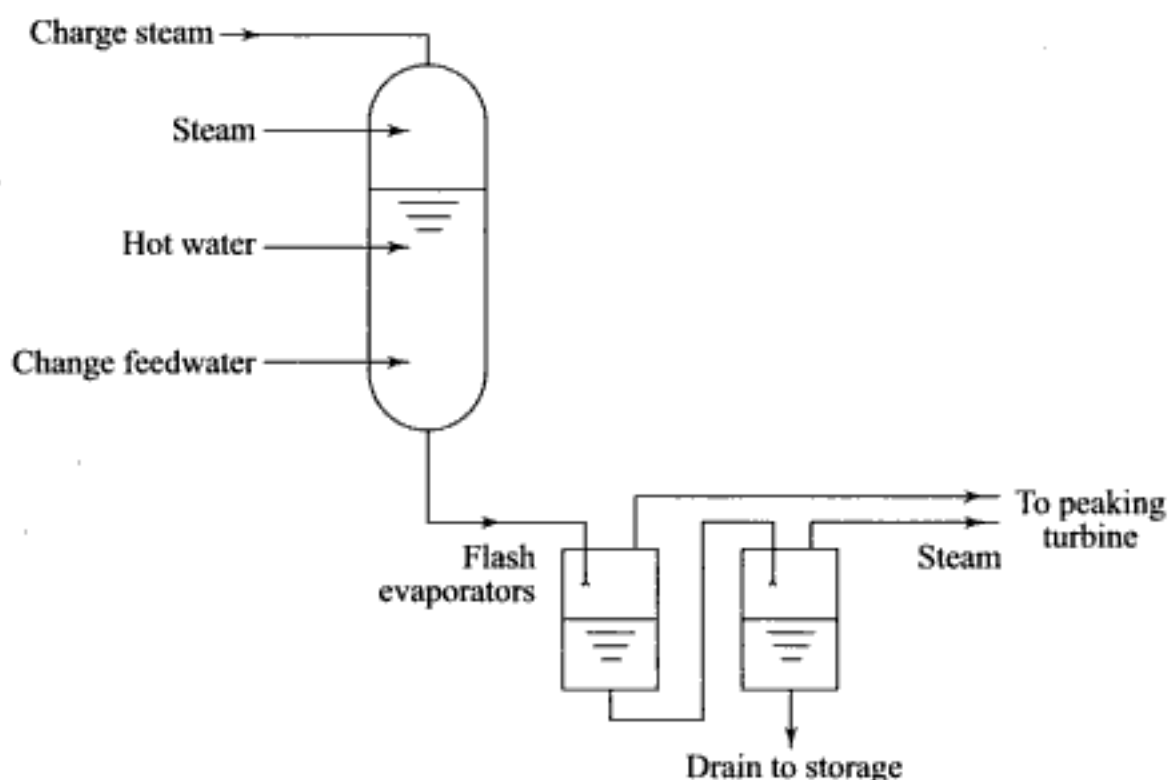 Charge steam
Steam
Hot water
Change feedwater
Flash
evaporators
To peaking
turbine
Steam
Drain to storage